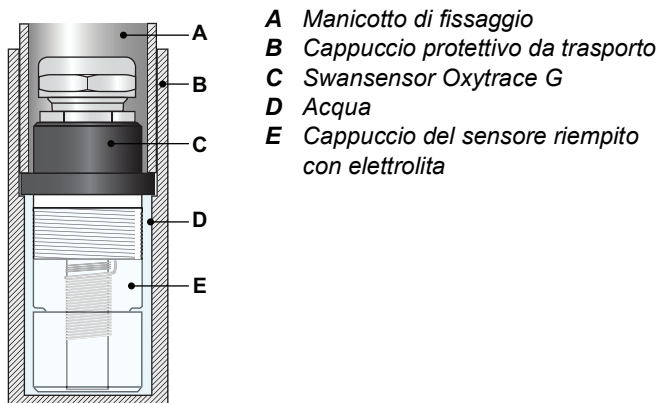 A
B
C
D
E
A Manicotto di fissaggio
B Cappuccio protettivo da trasporto
C Swansensor Oxytrace G
D Acqua
E Cappuccio del sensore riempito
con elettrolita